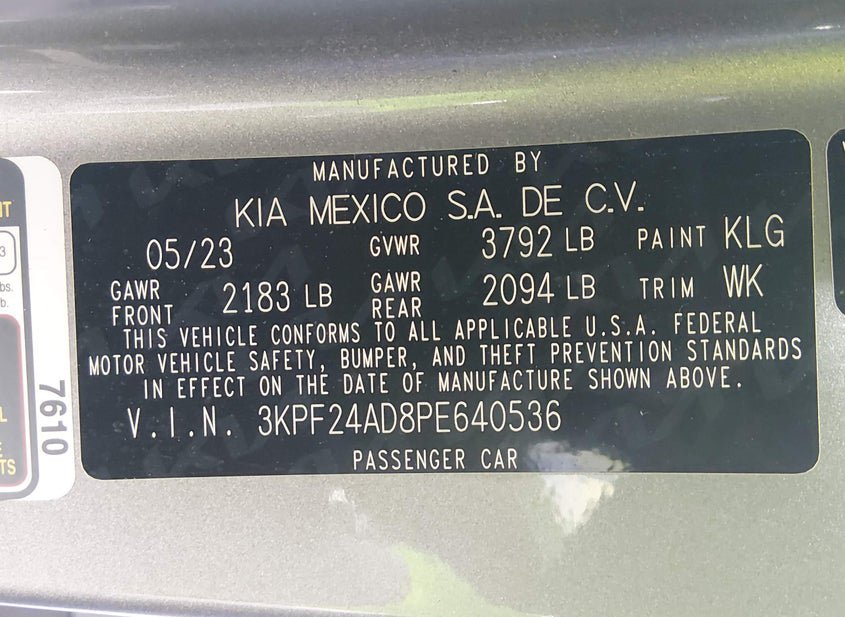 MANUFACTURED BY
KIA MEXICO S.A. DE C.V.
05/23 GVWR 3792 LB PAINT KLG
GAWR FRONT 2183 LB GAWR REAR 2094 LB TRIM WK
THIS VEHICLE CONFORMS TO ALL APPLICABLE U.S.A. FEDERAL
MOTOR VEHICLE SAFETY, BUMPER, AND THEFT PREVENTION STANDARDS
IN EFFECT ON THE DATE OF MANUFACTURE SHOWN ABOVE.
V.I.N. 3KPF24AD8PE640536
PASSENGER CAR
7610